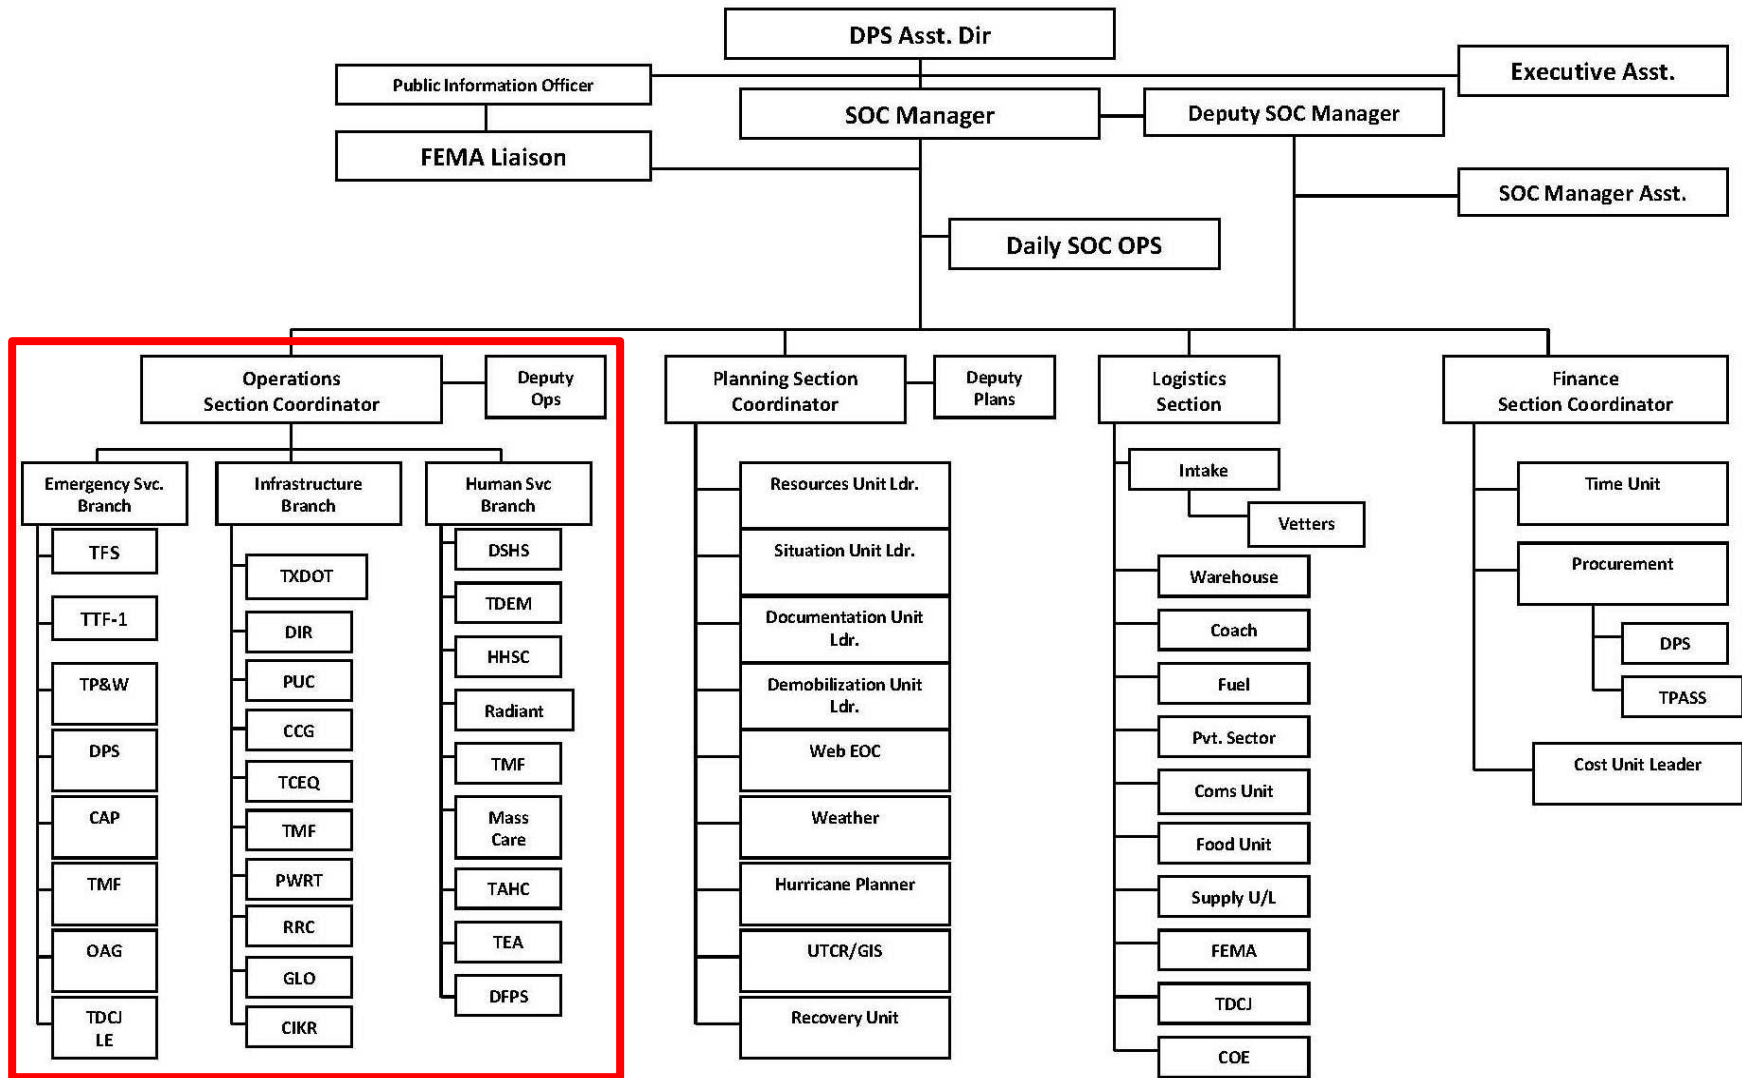 DPS Asst. Dir
Public Information Officer
Executive Asst.
SOC Manager
Deputy SOC Manager
FEMA Liaison
SOC Manager Asst.
Daily SOC OPS
Operations
Section Coordinator
Deputy
Ops
Emergency Svc.
Branch
TFS
TTF-1
TP&W
DPS
CAP
TMF
OAG
TDCJ
LE
Infrastructure
Branch
TXDOT
DIR
PUC
CCG
TCEQ
TMF
PWRT
RRC
GLO
CIKR
Human Svc
Branch
DSHS
TDEM
HHSC
Radiant
TMF
Mass
Care
TAHC
TEA
DFPS
Planning Section
Coordinator
Deputy
Plans
Resources Unit Ldr.
Situation Unit Ldr.
Documentation Unit
Ldr.
Demobilization Unit
Ldr.
Web EOC
Weather
Hurricane Planner
UTCR/GIS
Recovery Unit
Logistics
Section
Intake
Vetters
Warehouse
Coach
Fuel
Pvt. Sector
Coms Unit
Food Unit
Supply U/L
FEMA
TDCJ
COE
Finance
Section Coordinator
Time Unit
Procurement
DPS
TPASS
Cost Unit Leader